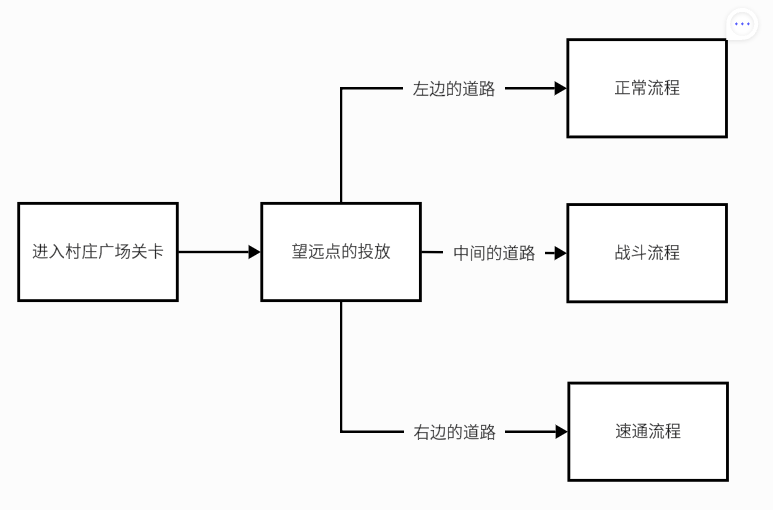 左边的道路
正常流程
进入村庄广场关卡
望远点的投放
中间的道路
战斗流程
右边的道路
速通流程